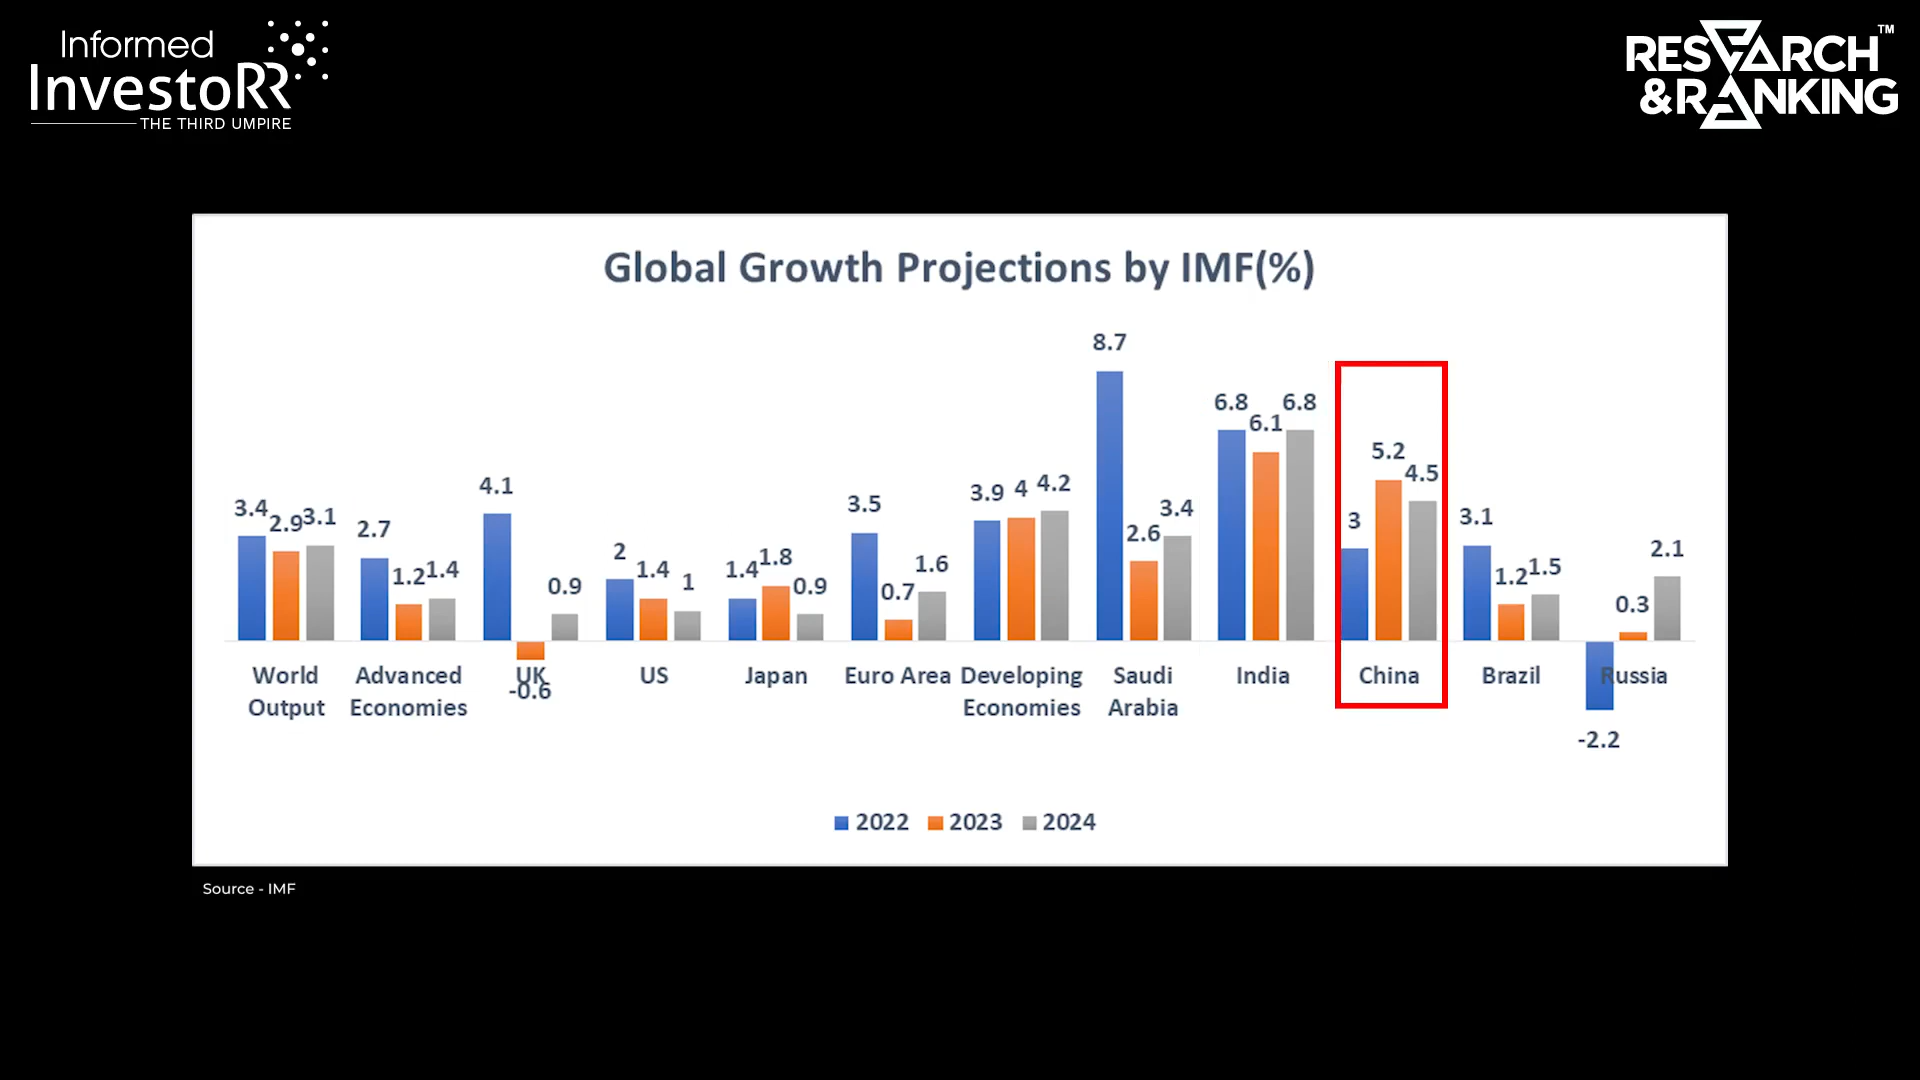 Informed
InvestoRR
THE THIRD UMPIRE
RESEARCH™
&RANKING
Global Growth Projections by IMF(%)
3.4 2.9 3.1
2.7 1.2 1.4
4.1 -0.6 0.9
2 1.4 1
1.4 1.8 0.9
3.5 0.7 1.6
3.9 4 4.2
8.7 2.6 3.4
6.8 6.1 6.8
3 5.2 4.5
3.1 1.2 1.5
-2.2 0.3 2.1
World Output
Advanced Economies
UK
US
Japan
Euro Area
Developing Economies
Saudi Arabia
India
China
Brazil
Russia
2022 2023 2024
Source - IMF